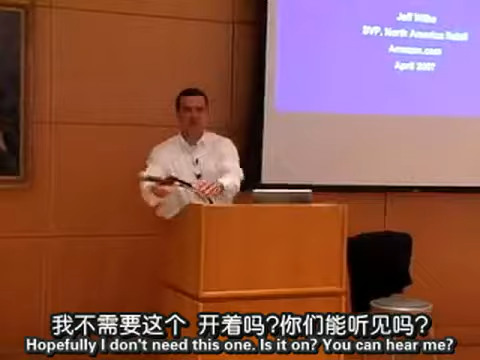 Jeff Wilke
SVP, North America Retail
Amazon.com
April 2007
我不需要这个 开着吗?你们能听见吗?
Hopefully I don't need this one. Is it on? You can hear me?